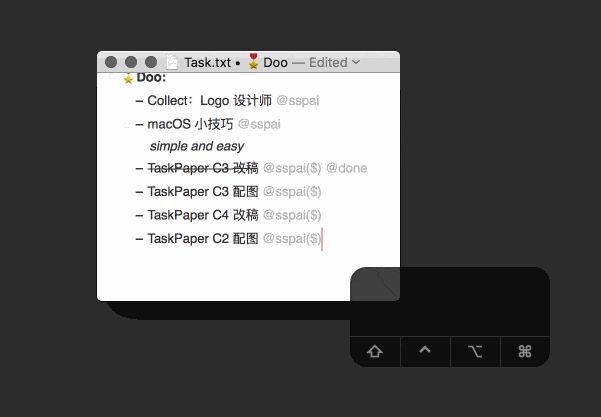 Task.txt • 🎖Doo — Edited
Doo:
– Collect：Logo 设计师 @sspai
– macOS 小技巧 @sspai
simple and easy
– TaskPaper C3 改稿 @sspai($) @done
– TaskPaper C3 配图 @sspai($)
– TaskPaper C4 改稿 @sspai($)
– TaskPaper C2 配图 @sspai($)
⇧ ⌃ ⌥ ⌘